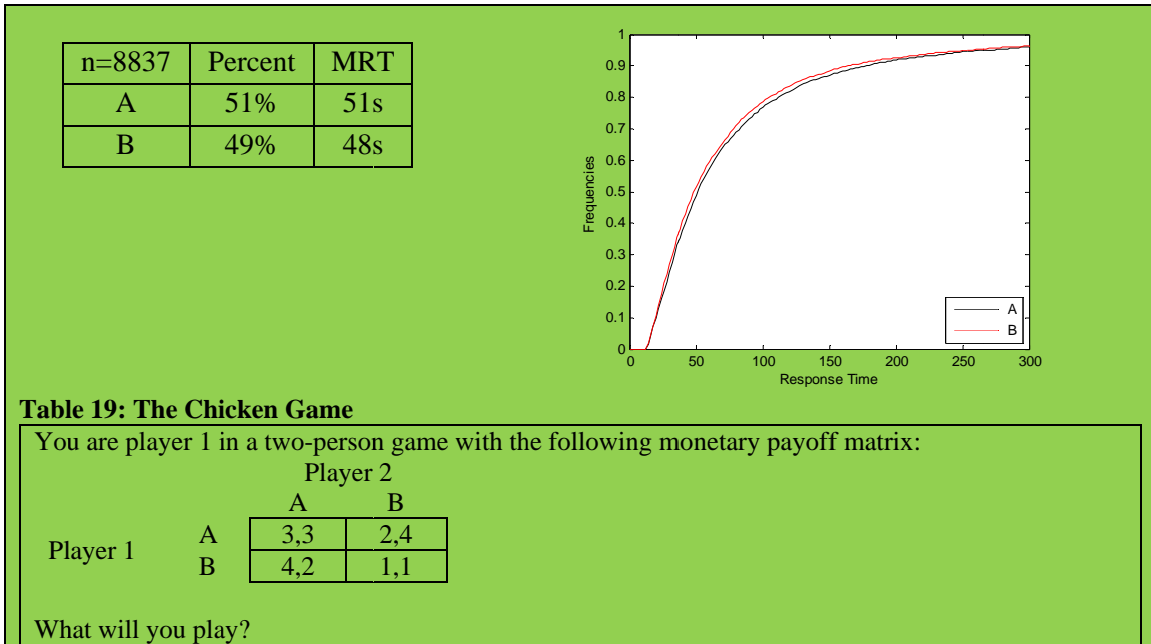 n=8837 Percent MRT
A 51% 51s
B 49% 48s
1
0.9
0.8
0.7
0.6
0.5
0.4
0.3
0.2
0.1
0
Frequencies
0 50 100 150 200 250 300
Response Time
A
B
Table 19: The Chicken Game
You are player 1 in a two-person game with the following monetary payoff matrix:
Player 2
A B
Player 1
A 3,3 2,4
B 4,2 1,1
What will you play?